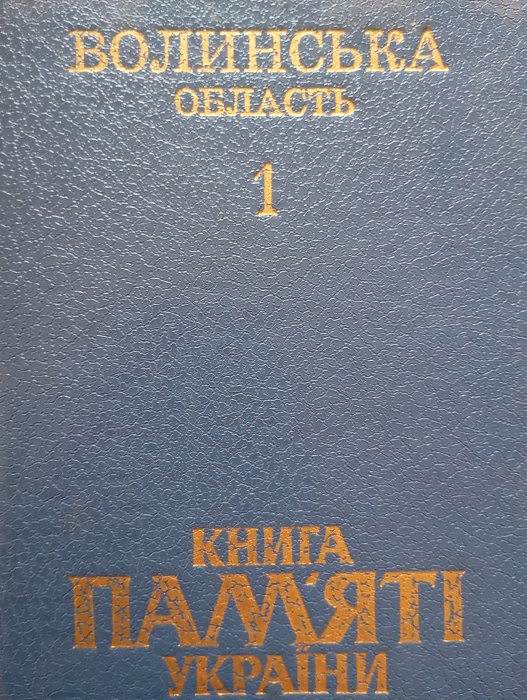 ВОЛИНСЬКА
ОБЛАСТЬ
1
КНИГА
ПАМ'ЯТІ
УКРАЇНИ